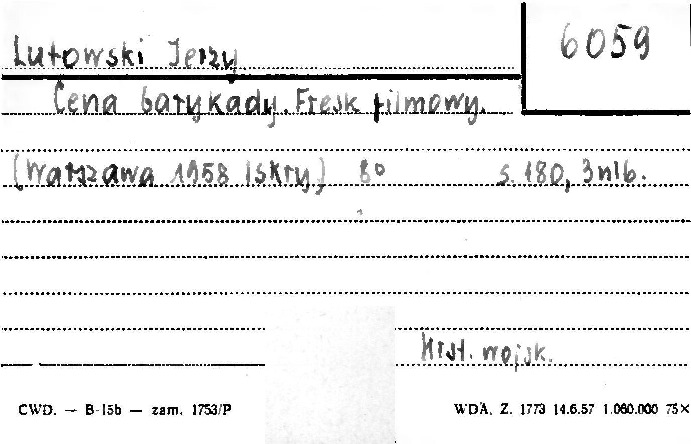 6059
Lutowski Jerzy
Cena barykady. Fresk filmowy.
(Warszawa 1958 Iskry) 8° s. 180, 3 nlb.
Hist. wojsk.
CWD. — B-15b — zam. 1753/P
WDA, Z. 1773 14.6.57 1.060.000 75×